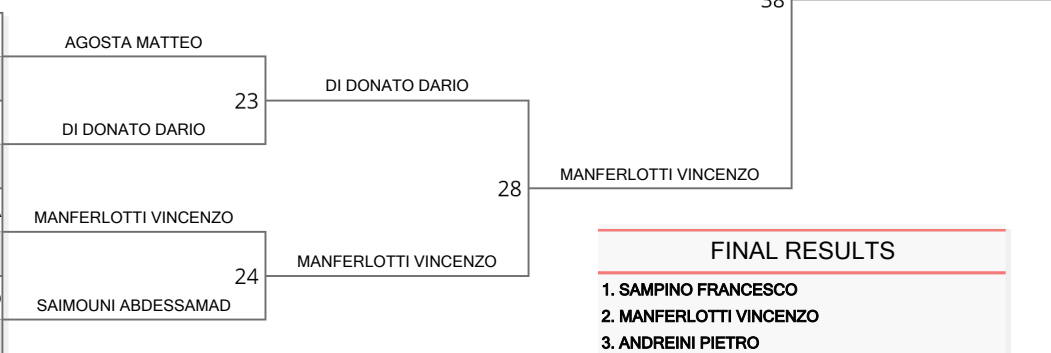 38
AGOSTA MATTEO
DI DONATO DARIO
23
DI DONATO DARIO
MANFERLOTTI VINCENZO
28
MANFERLOTTI VINCENZO
MANFERLOTTI VINCENZO
24
SAIMOUNI ABDESSAMAD
FINAL RESULTS
1. SAMPINO FRANCESCO
2. MANFERLOTTI VINCENZO
3. ANDREINI PIETRO